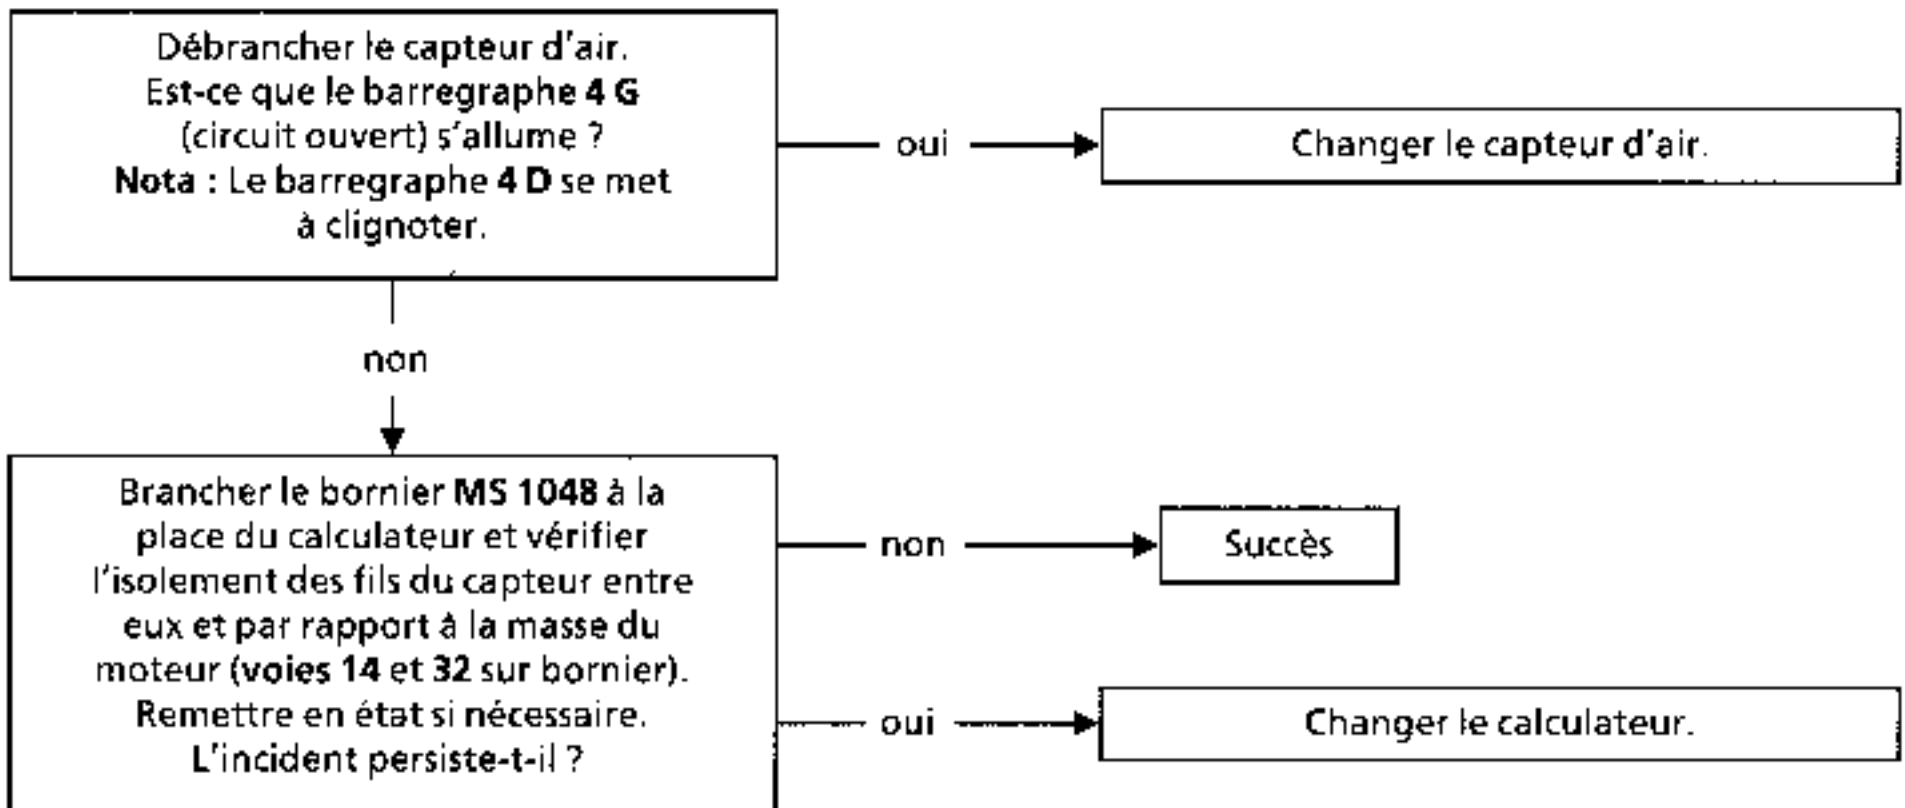 Débrancher le capteur d'air.
Est-ce que le barregraphe 4 G
(circuit ouvert) s'allume ?
Nota : Le barregraphe 4 D se met
à clignoter.
oui
Changer le capteur d'air.
non
Brancher le bornier MS 1048 à la
place du calculateur et vérifier
l'isolement des fils du capteur entre
eux et par rapport à la masse du
moteur (voies 14 et 32 sur bornier).
Remettre en état si nécessaire.
L'incident persiste-t-il ?
non
Succès
oui
Changer le calculateur.